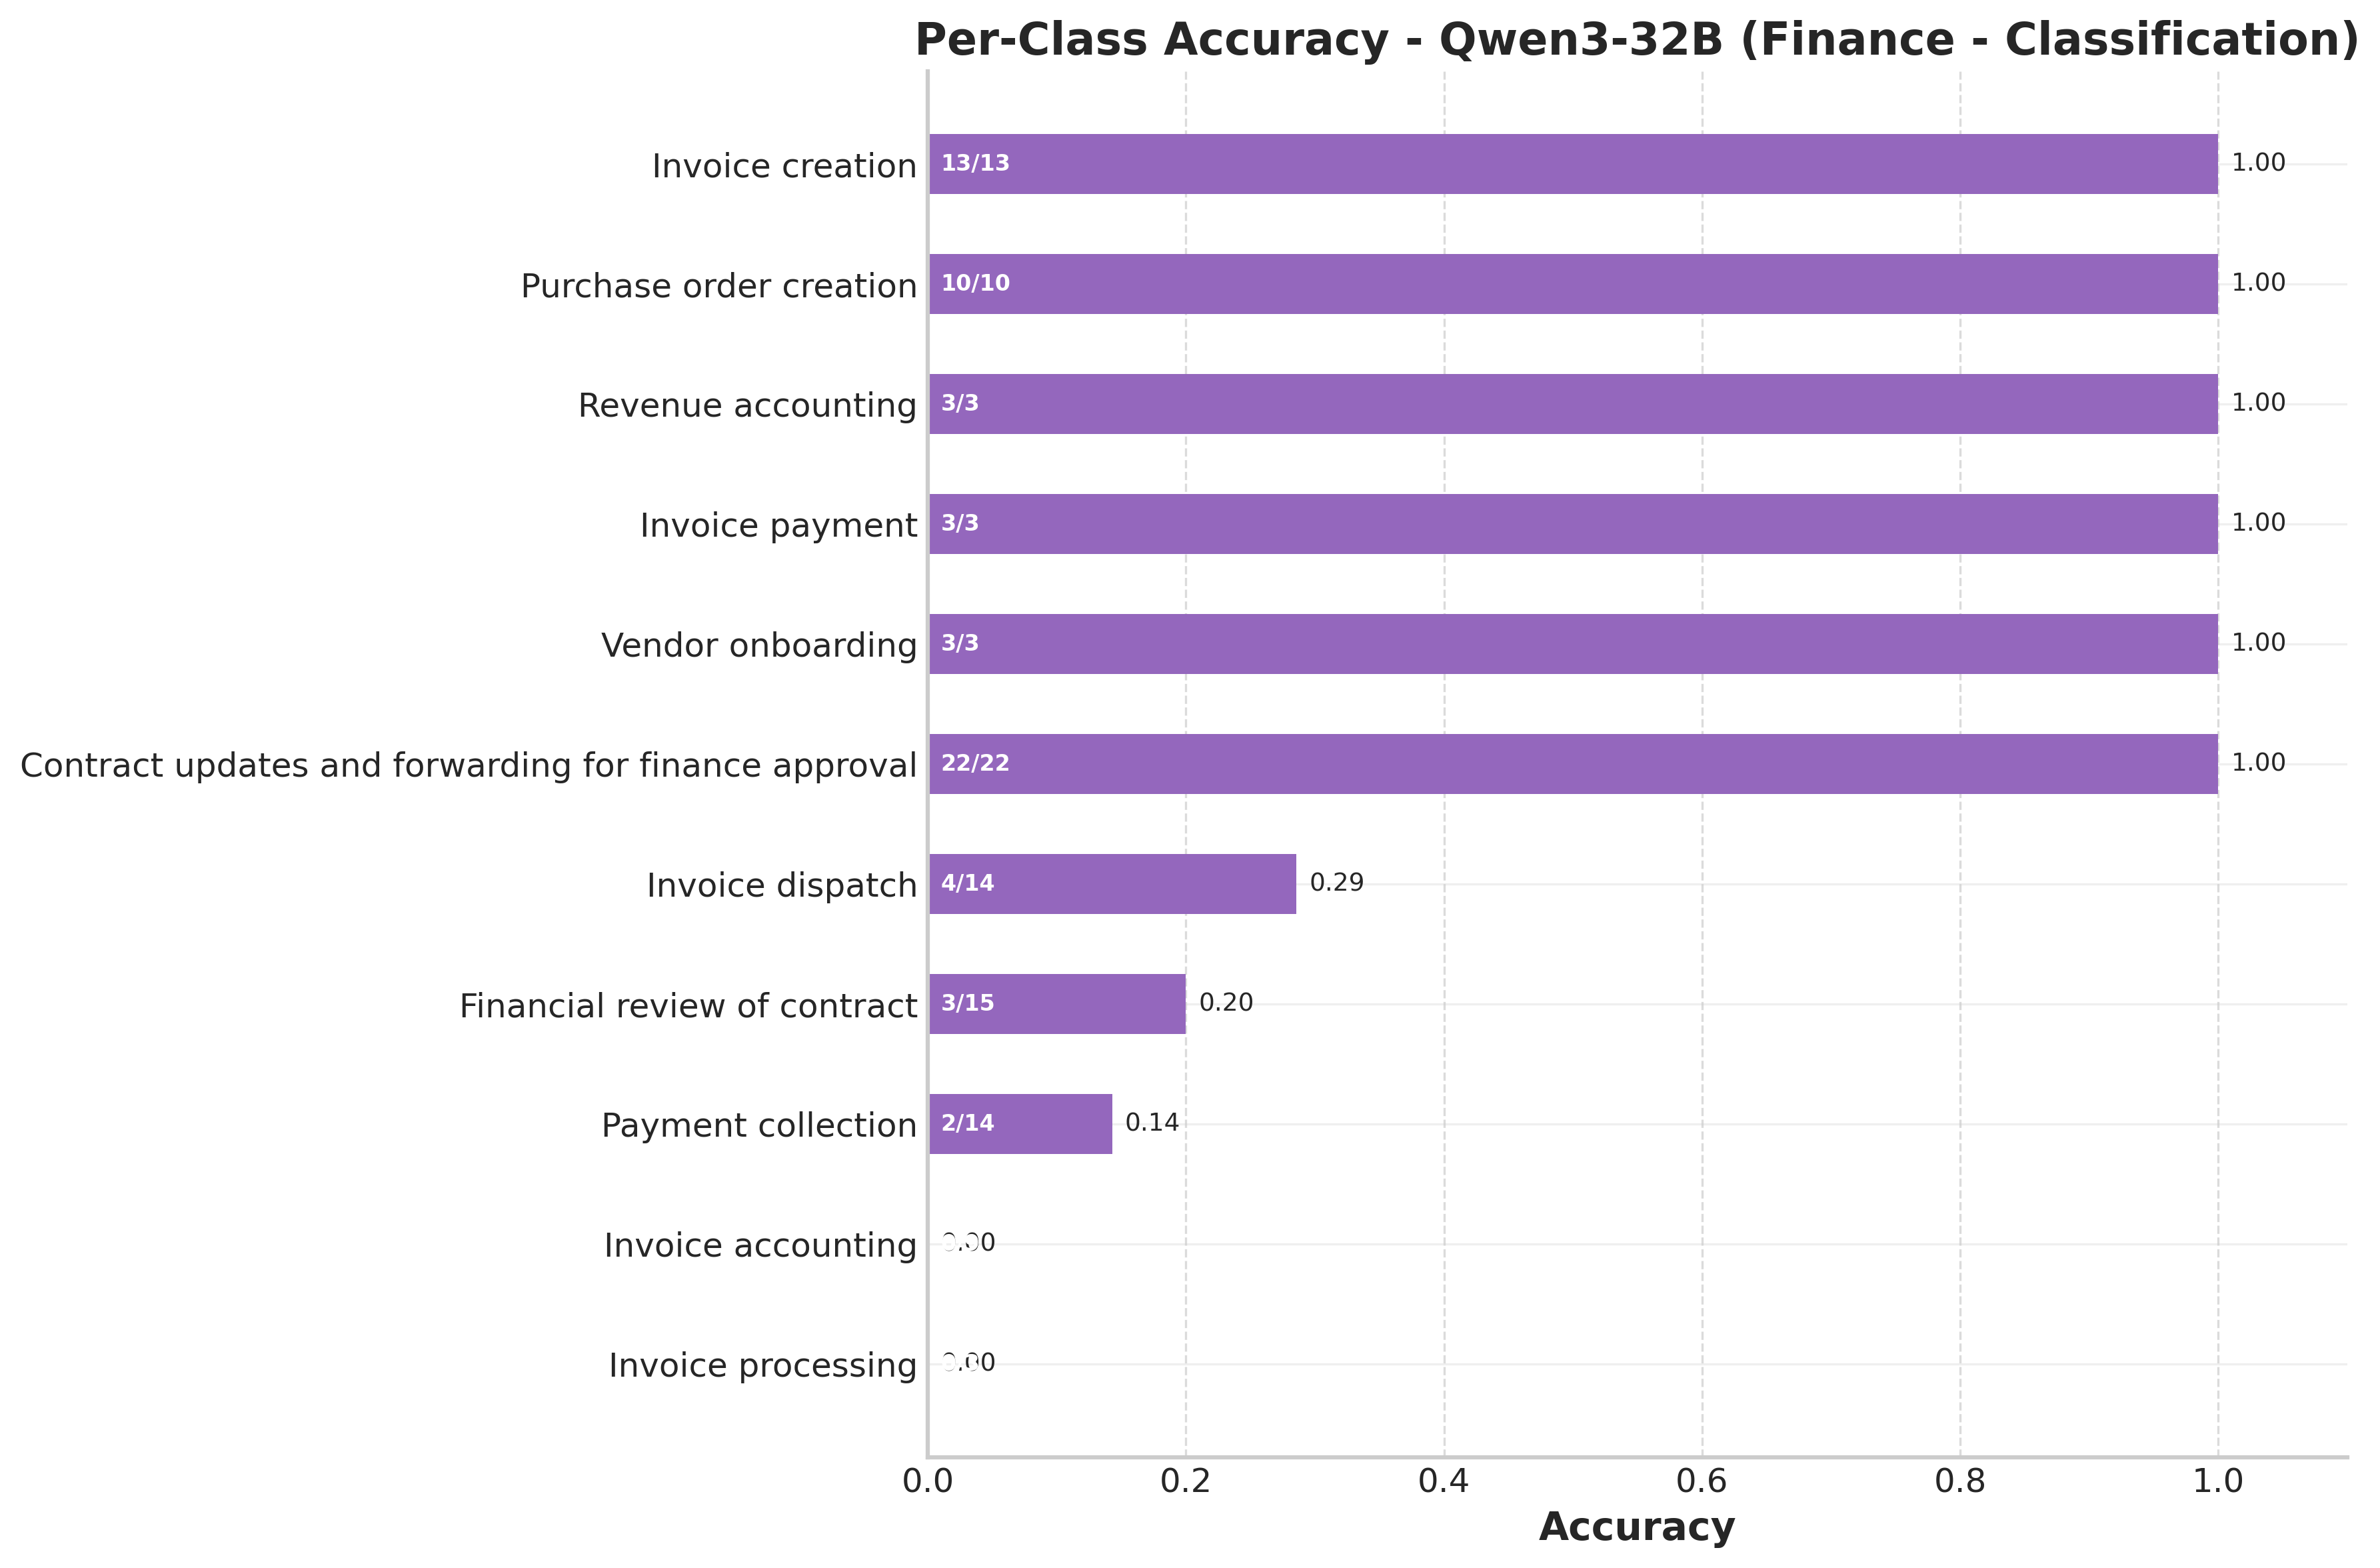 Per-Class Accuracy - Qwen3-32B (Finance - Classification)
Invoice creation 13/13 1.00
Purchase order creation 10/10 1.00
Revenue accounting 3/3 1.00
Invoice payment 3/3 1.00
Vendor onboarding 3/3 1.00
Contract updates and forwarding for finance approval 22/22 1.00
Invoice dispatch 4/14 0.29
Financial review of contract 3/15 0.20
Payment collection 2/14 0.14
Invoice accounting 0.00
Invoice processing 0.00
0.0 0.2 0.4 0.6 0.8 1.0
Accuracy